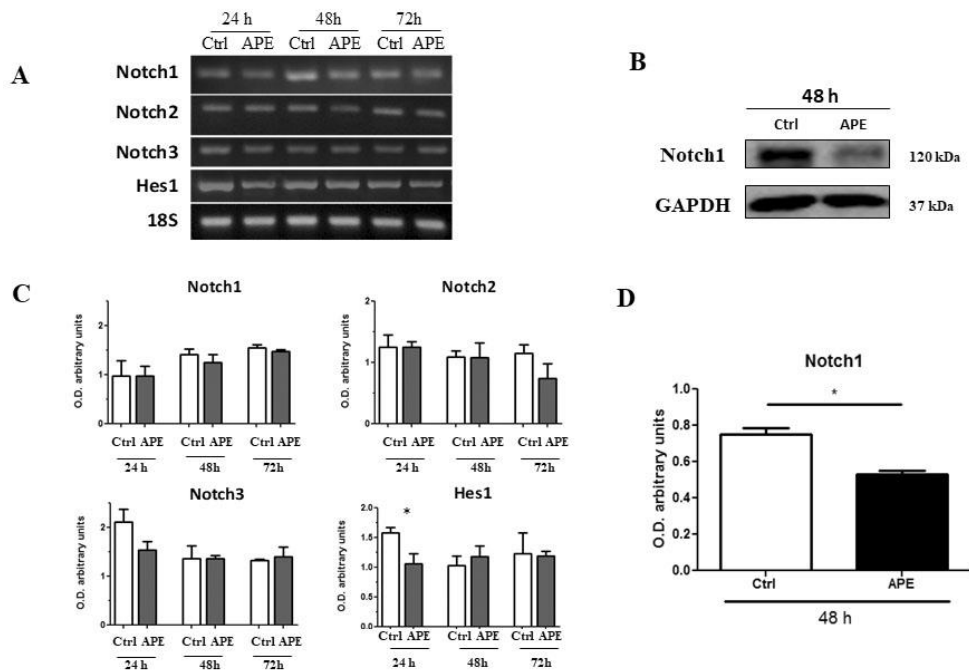 A
24 h 48h 72h
Ctrl APE Ctrl APE Ctrl APE
Notch1
Notch2
Notch3
Hes1
18S
B
48 h
Ctrl APE
Notch1 120 kDa
GAPDH 37 kDa
C
Notch1
O.D. arbitrary units
2
1
0
Ctrl APE Ctrl APE Ctrl APE
24 h 48h 72h
Notch2
O.D. arbitrary units
2
1
0
Ctrl APE Ctrl APE Ctrl APE
24 h 48h 72h
Notch3
O.D. arbitrary units
2
1
0
Ctrl APE Ctrl APE Ctrl APE
24 h 48h 72h
Hes1
O.D. arbitrary units
2.0
1.5
1.0
0.5
0.0
*
Ctrl APE Ctrl APE Ctrl APE
24 h 48h 72h
D
Notch1
*
O.D. arbitrary units
1.0
0.8
0.6
0.4
0.2
0.0
Ctrl APE
48 h